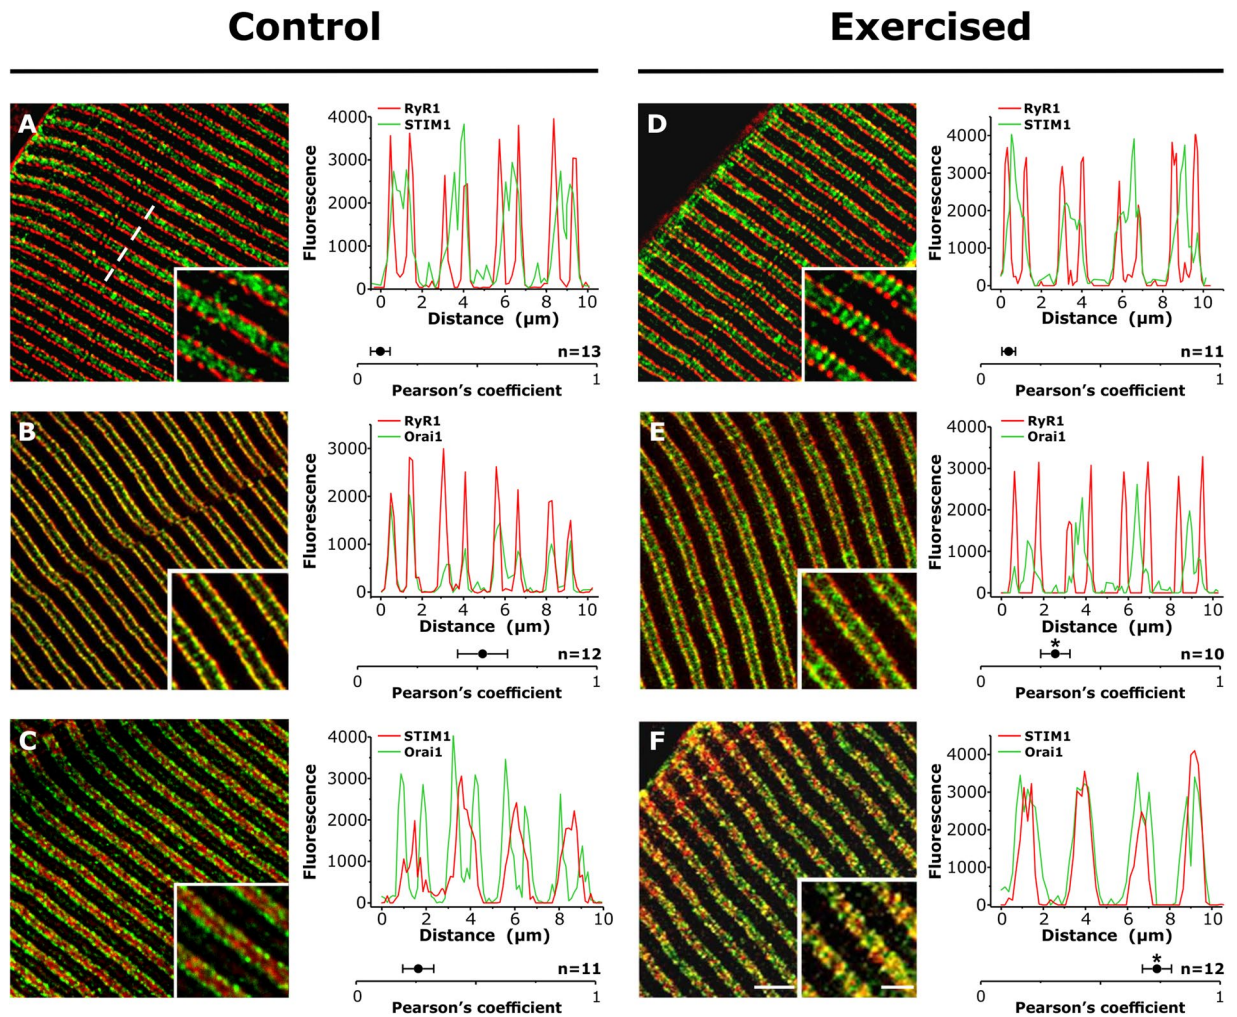 Control
Exercised
A
RyR1
STIM1
4000
3000
2000
1000
0
Fluorescence
0 2 4 6 8 10
Distance (μm)
n=13
0 1
Pearson's coefficient
D
RyR1
STIM1
4000
3000
2000
1000
0
Fluorescence
0 2 4 6 8 10
Distance (μm)
n=11
0 1
Pearson's coefficient
B
RyR1
Orai1
3000
2000
1000
0
Fluorescence
0 2 4 6 8 10
Distance (μm)
n=12
0 1
Pearson's coefficient
E
RyR1
Orai1
4000
3000
2000
1000
0
Fluorescence
0 2 4 6 8 10
Distance (μm)
*
n=10
0 1
Pearson's coefficient
C
STIM1
Orai1
4000
3000
2000
1000
0
Fluorescence
0 2 4 6 8 10
Distance (μm)
n=11
0 1
Pearson's coefficient
F
STIM1
Orai1
4000
3000
2000
1000
0
Fluorescence
0 2 4 6 8 10
Distance (μm)
*
n=12
0 1
Pearson's coefficient